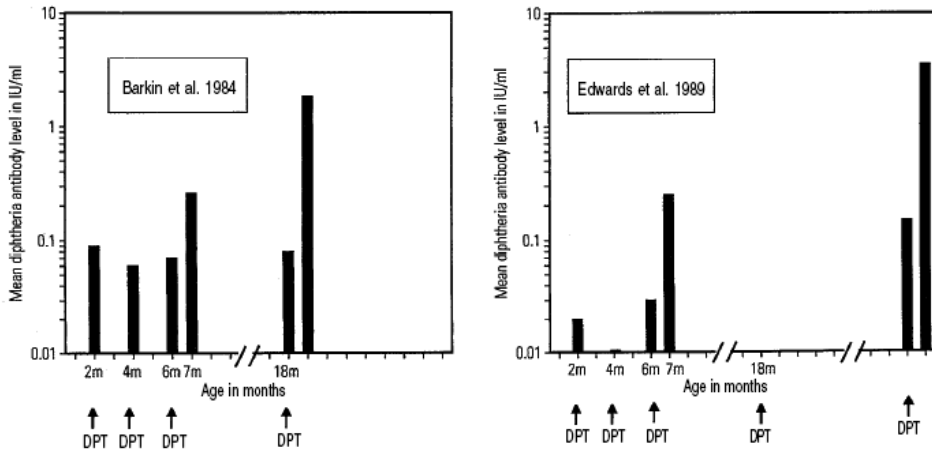 10
1
0.1
0.01
Mean diphtheria antibody level in IU/ml
Barkin et al. 1984
2m 4m 6m 7m 18m
Age in months
DPT DPT DPT DPT
10
1
0.1
0.01
Mean diphtheria antibody level in IU/ml
Edwards et al. 1989
2m 4m 6m 7m 18m
Age in months
DPT DPT DPT DPT DPT